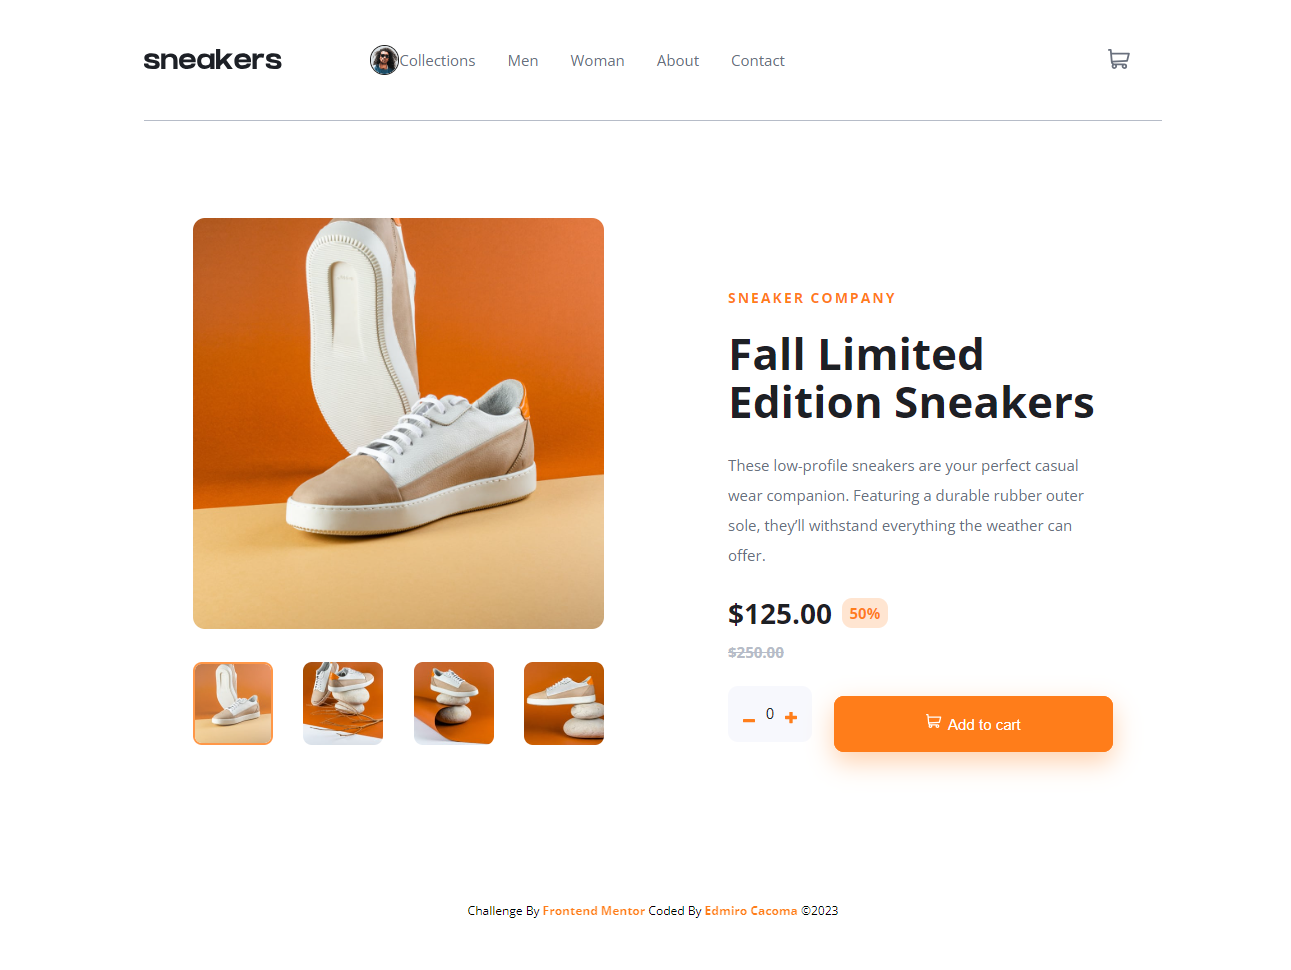 sneakers
Collections Men Woman About Contact
SNEAKER COMPANY
Fall Limited
Edition Sneakers
These low-profile sneakers are your perfect casual
wear companion. Featuring a durable rubber outer
sole, they’ll withstand everything the weather can
offer.
$125.00 50%
$250.00
0 Add to cart
Challenge By Frontend Mentor Coded By Edmiro Cacoma ©2023